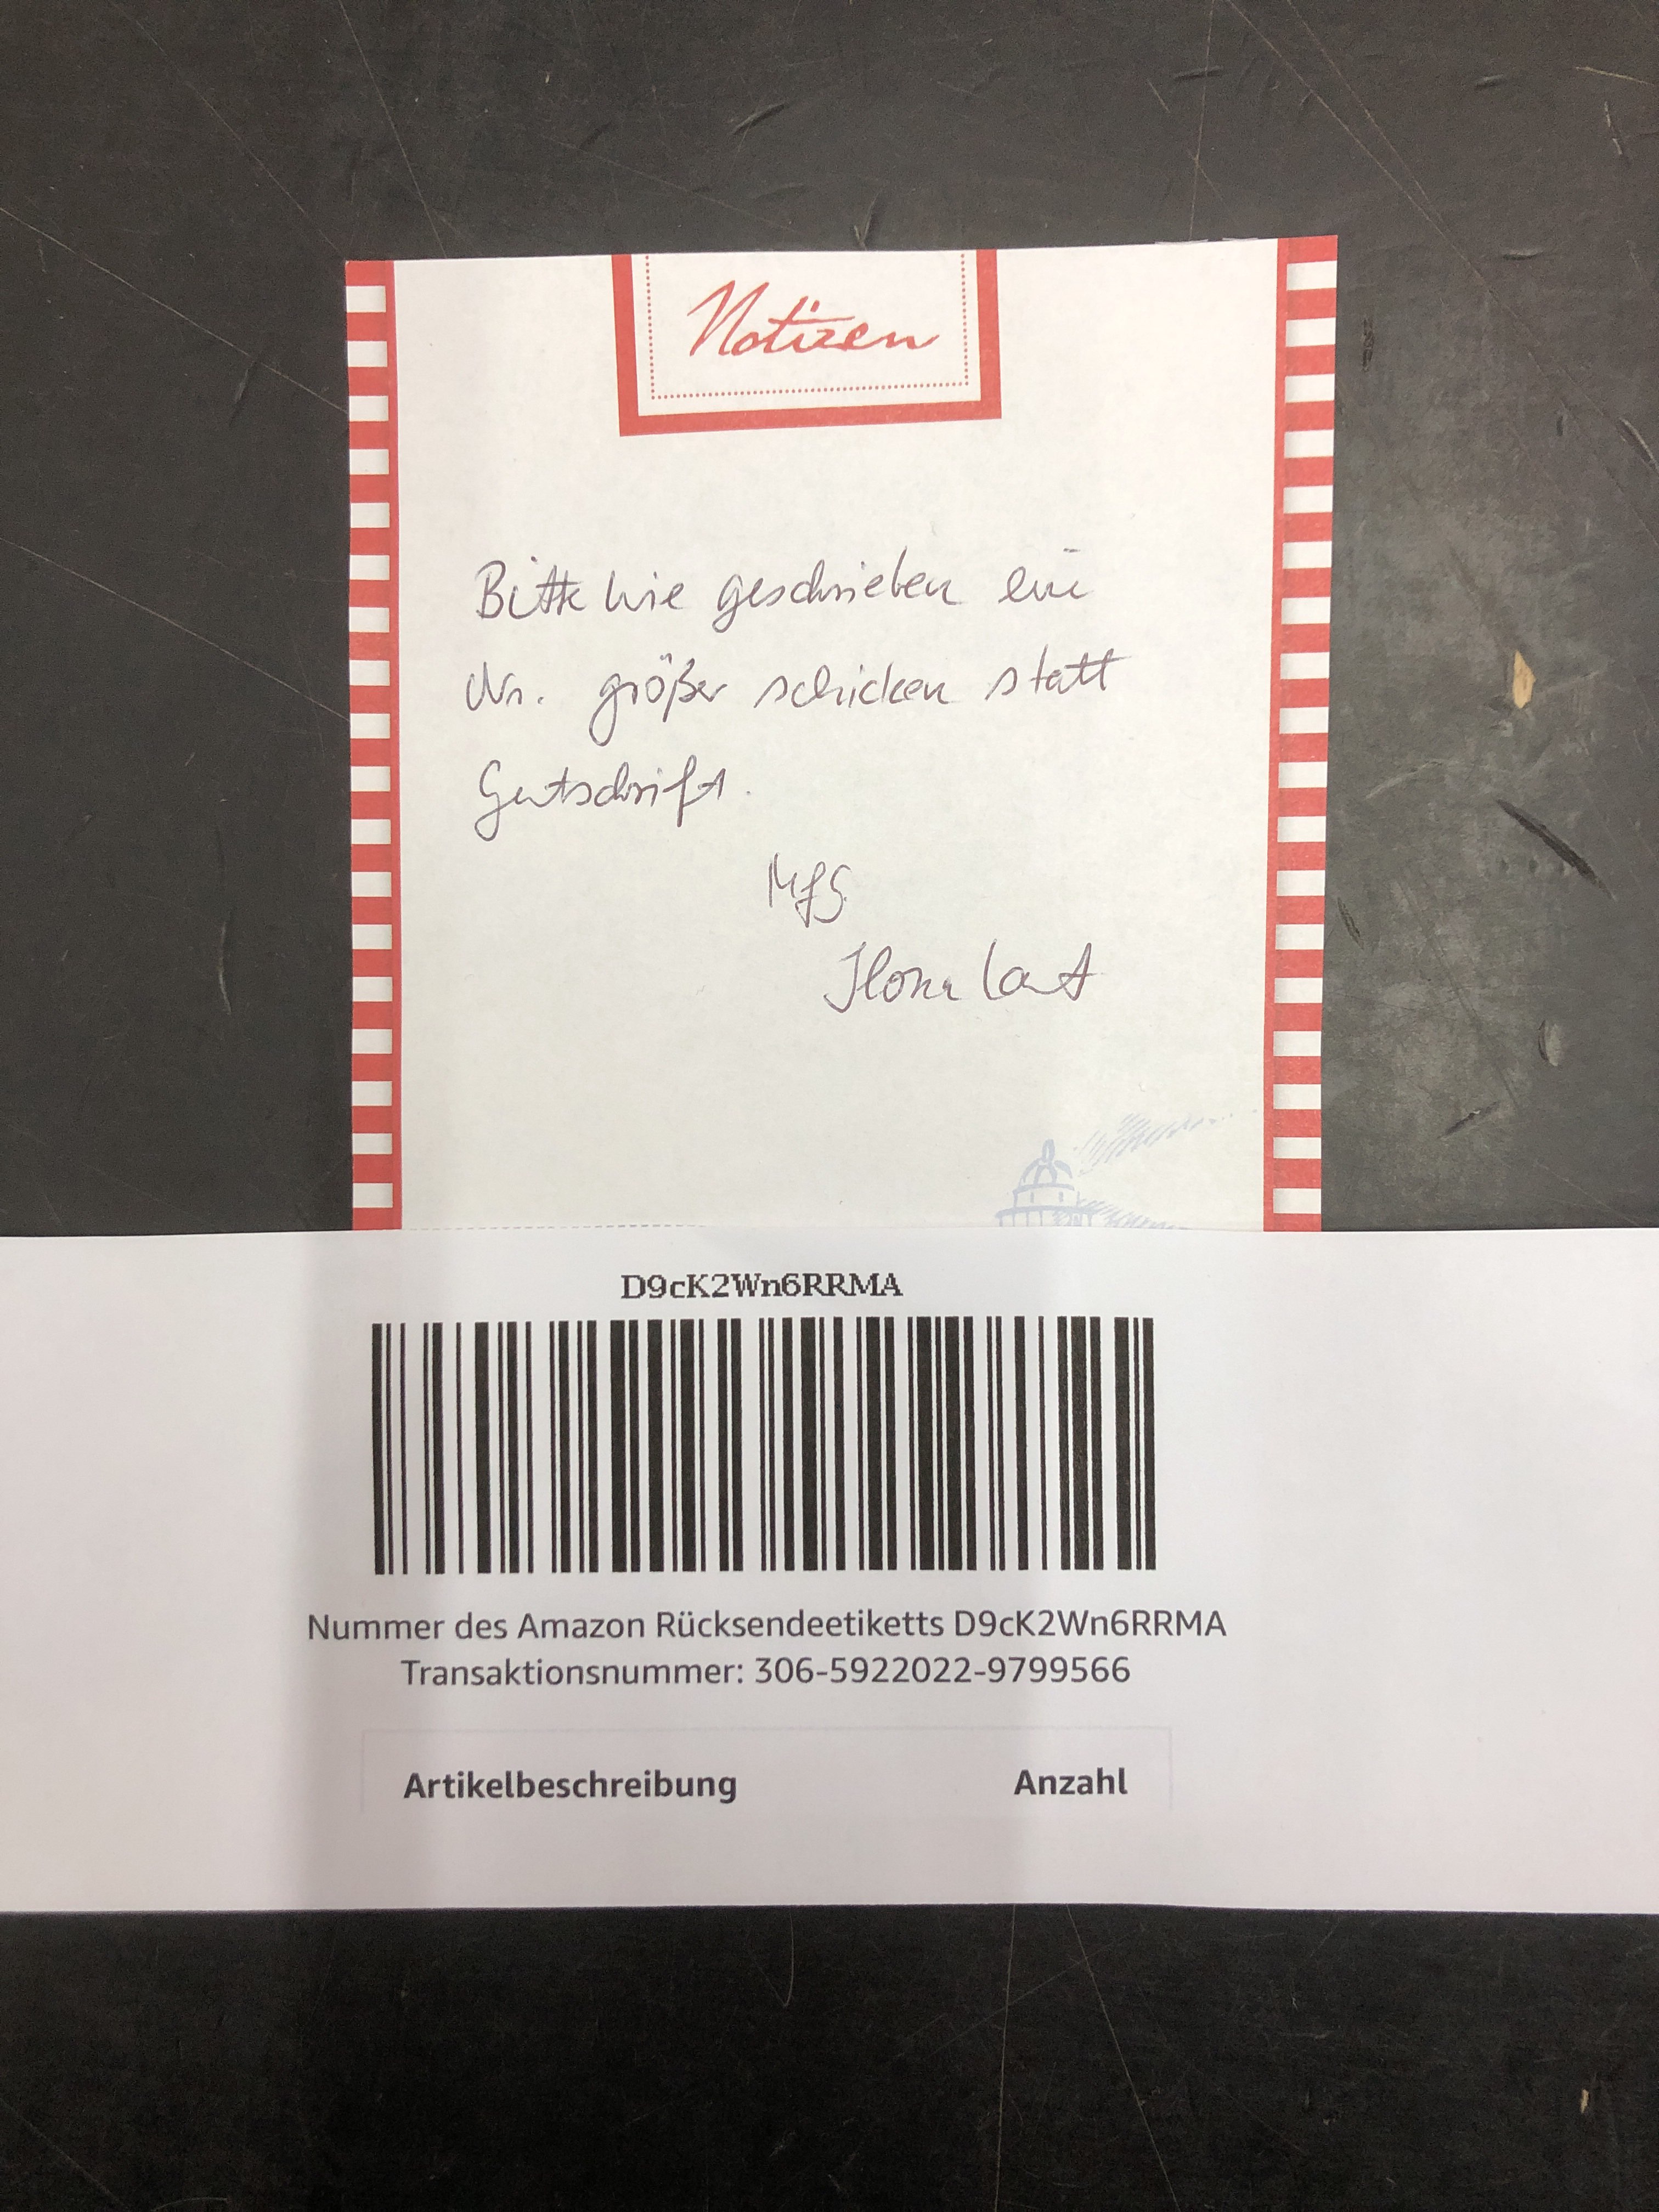 Notizen
Bitte wie geschrieben eine
Nr. größer schicken statt
Gutschrift.
MfG
Ilona
D9cK2Wn6RRMA
Nummer des Amazon Rücksendeetiketts D9cK2Wn6RRMA
Transaktionsnummer: 306-5922022-9799566
Artikelbeschreibung Anzahl